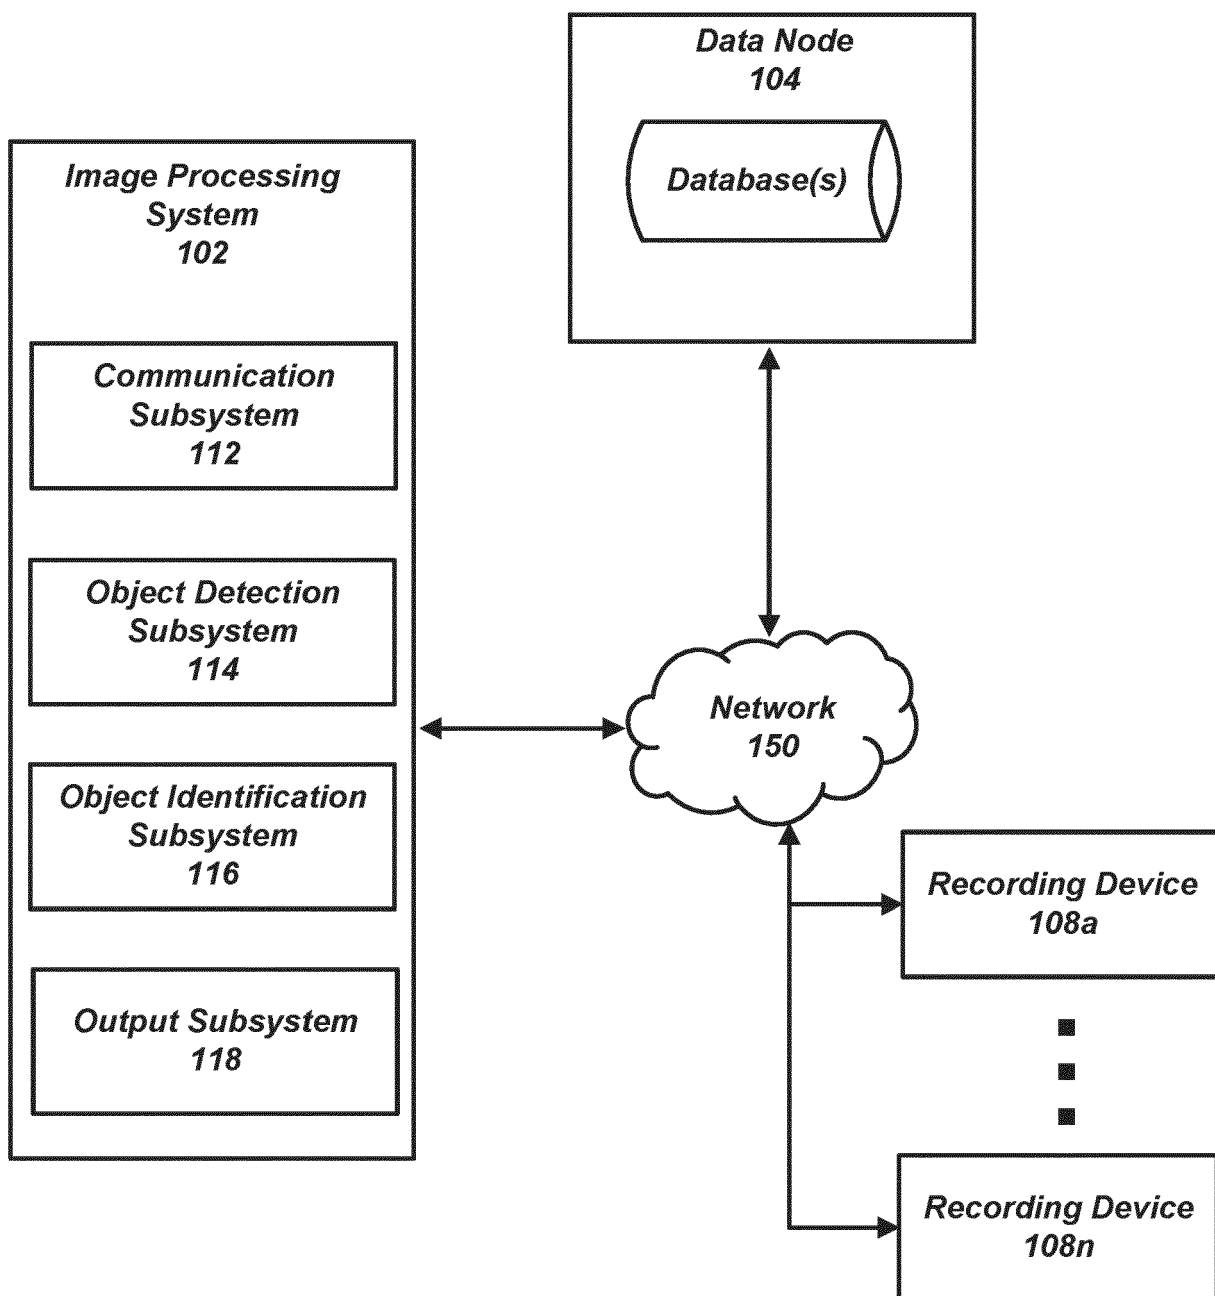 Data Node
104
Database(s)
Image Processing
System
102
Communication
Subsystem
112
Object Detection
Subsystem
114
Object Identification
Subsystem
116
Output Subsystem
118
Network
150
Recording Device
108a
Recording Device
108n